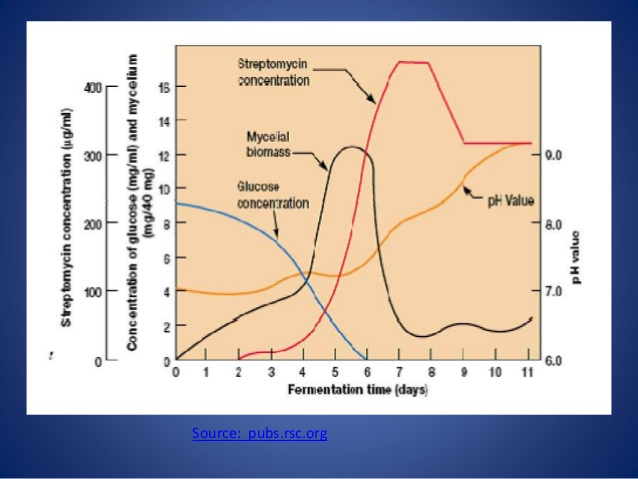 Streptomycin
concentration
Mycelial
biomass
Glucose
concentration
pH Value
Streptomycin concentration (µg/ml)
400
300
200
100
0
Concentration of glucose (mg/ml) and mycelium
(mg/40 mg)
16
14
12
10
8
6
4
2
0
9.0
8.0
7.0
6.0
pH value
0 1 2 3 4 5 6 7 8 9 10 11
Fermentation time (days)
Source: pubs.rsc.org